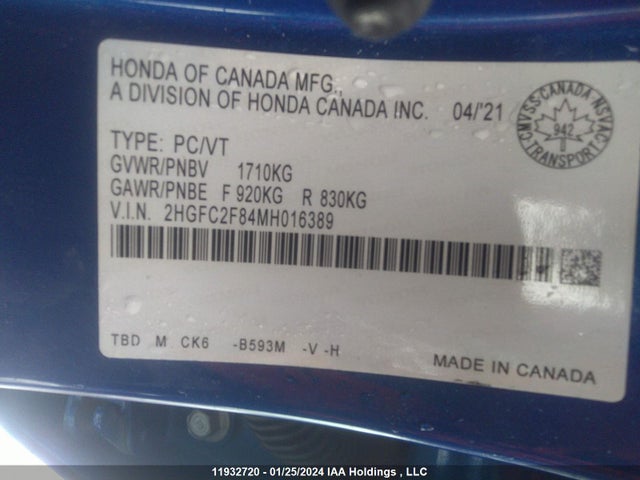 HONDA OF CANADA MFG.,
A DIVISION OF HONDA CANADA INC. 04/'21
CMVSS CANADA NSVAC
942
TRANSPORT
TYPE: PC/VT
GVWR/PNBV 1710KG
GAWR/PNBE F 920KG R 830KG
V.I.N. 2HGFC2F84MH016389
TBD M CK6 -B593M -V -H
MADE IN CANADA
11932720 - 01/25/2024 IAA Holdings , LLC